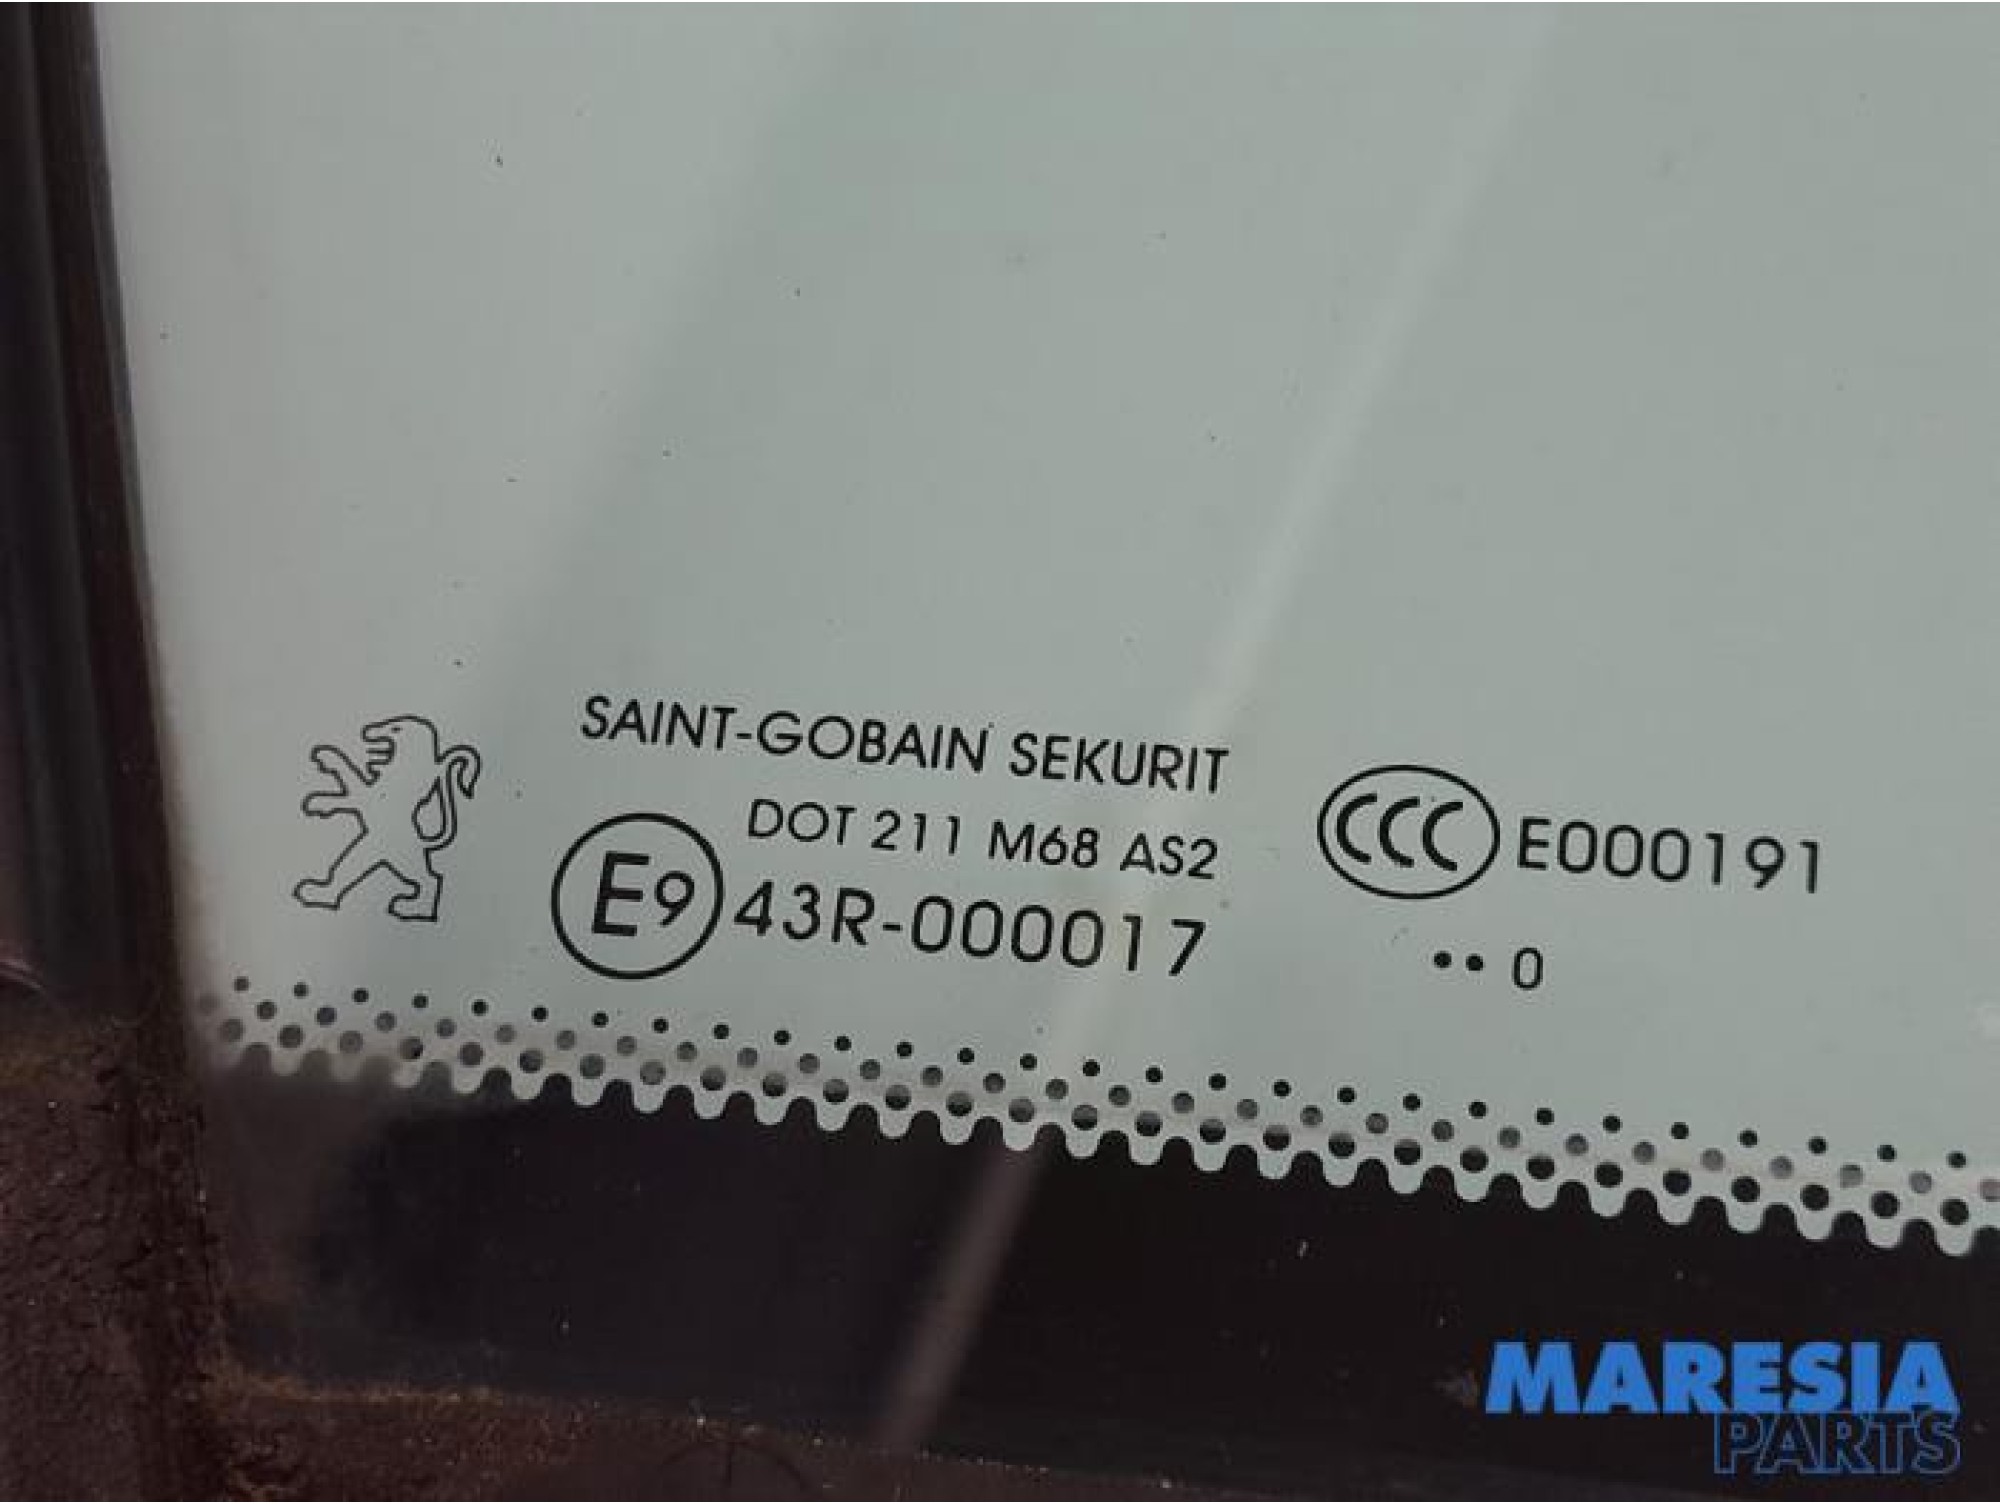 SAINT-GOBAIN SEKURIT
DOT 211 M68 AS2
E9 43R-000017
CCC E000191
•• 0
MARESIA
PARTS